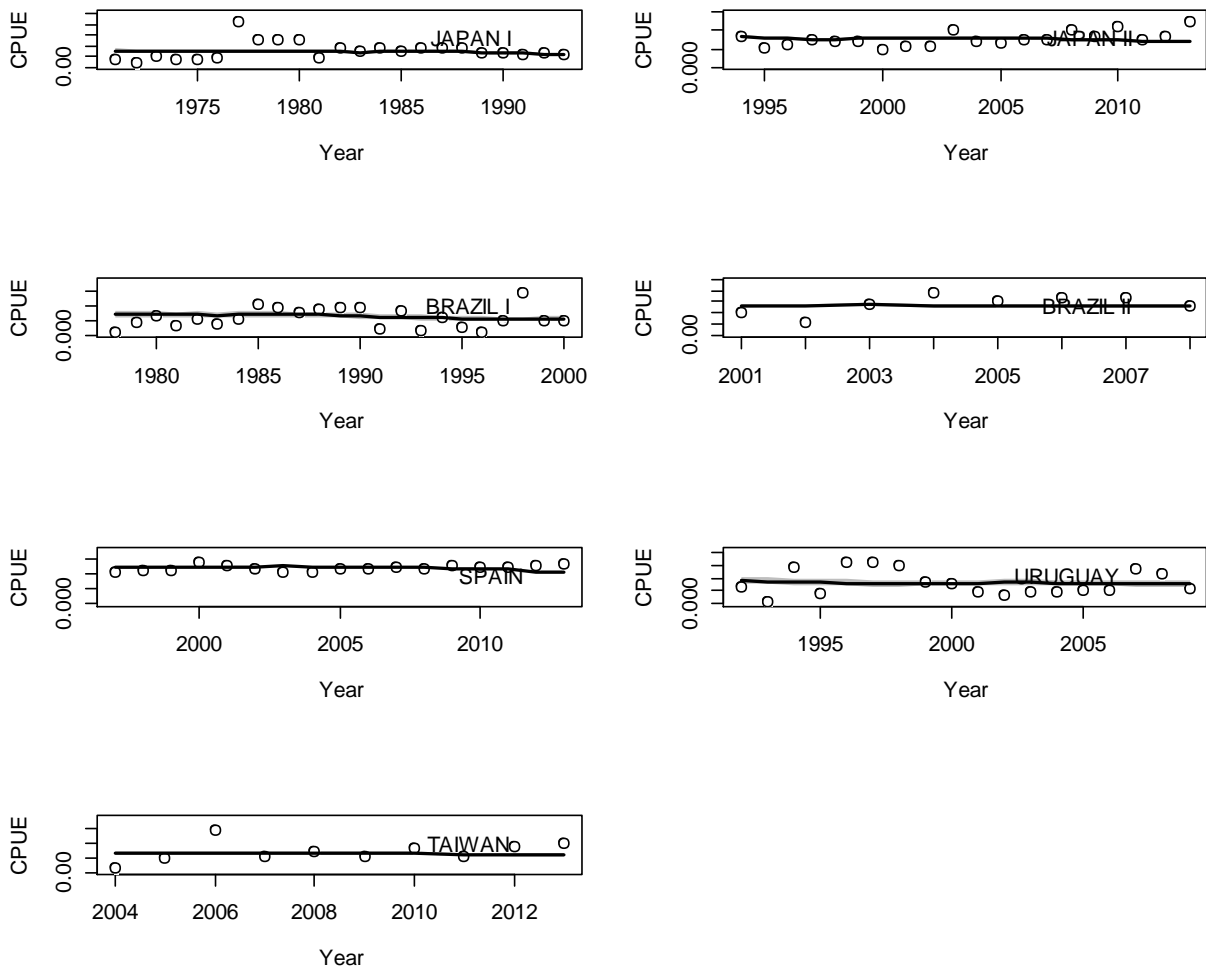 CPUE
0.00
JAPAN I
1975 1980 1985 1990
Year
CPUE
0.000
JAPAN II
1995 2000 2005 2010
Year
CPUE
0.000
BRAZIL I
1980 1985 1990 1995 2000
Year
CPUE
0.000
BRAZIL II
2001 2003 2005 2007
Year
CPUE
0.000
SPAIN
2000 2005 2010
Year
CPUE
0.000
URUGUAY
1995 2000 2005
Year
CPUE
0.00
TAIWAN
2004 2006 2008 2010 2012
Year